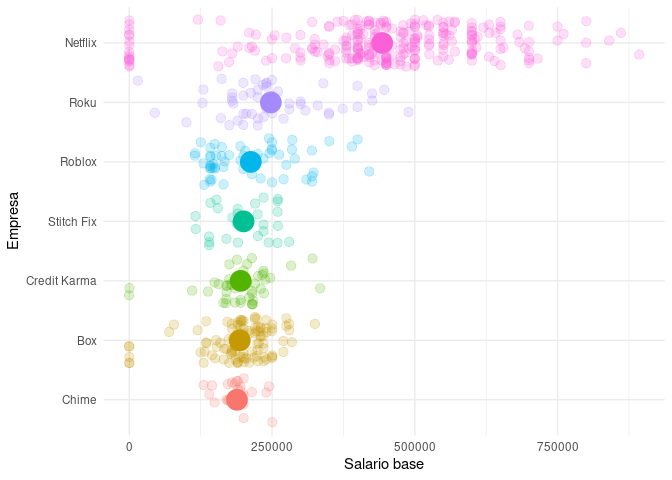 Netflix
Roku
Roblox
Stitch Fix
Credit Karma
Box
Chime
Empresa
0
250000
500000
750000
Salario base